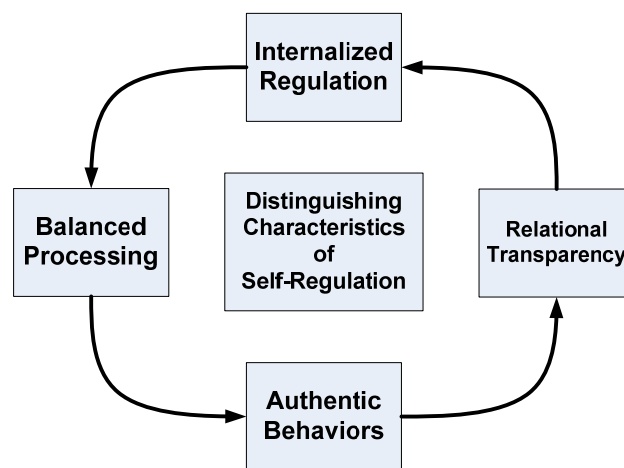 Internalized
Regulation
Balanced
Processing
Distinguishing
Characteristics
of
Self-Regulation
Relational
Transparency
Authentic
Behaviors